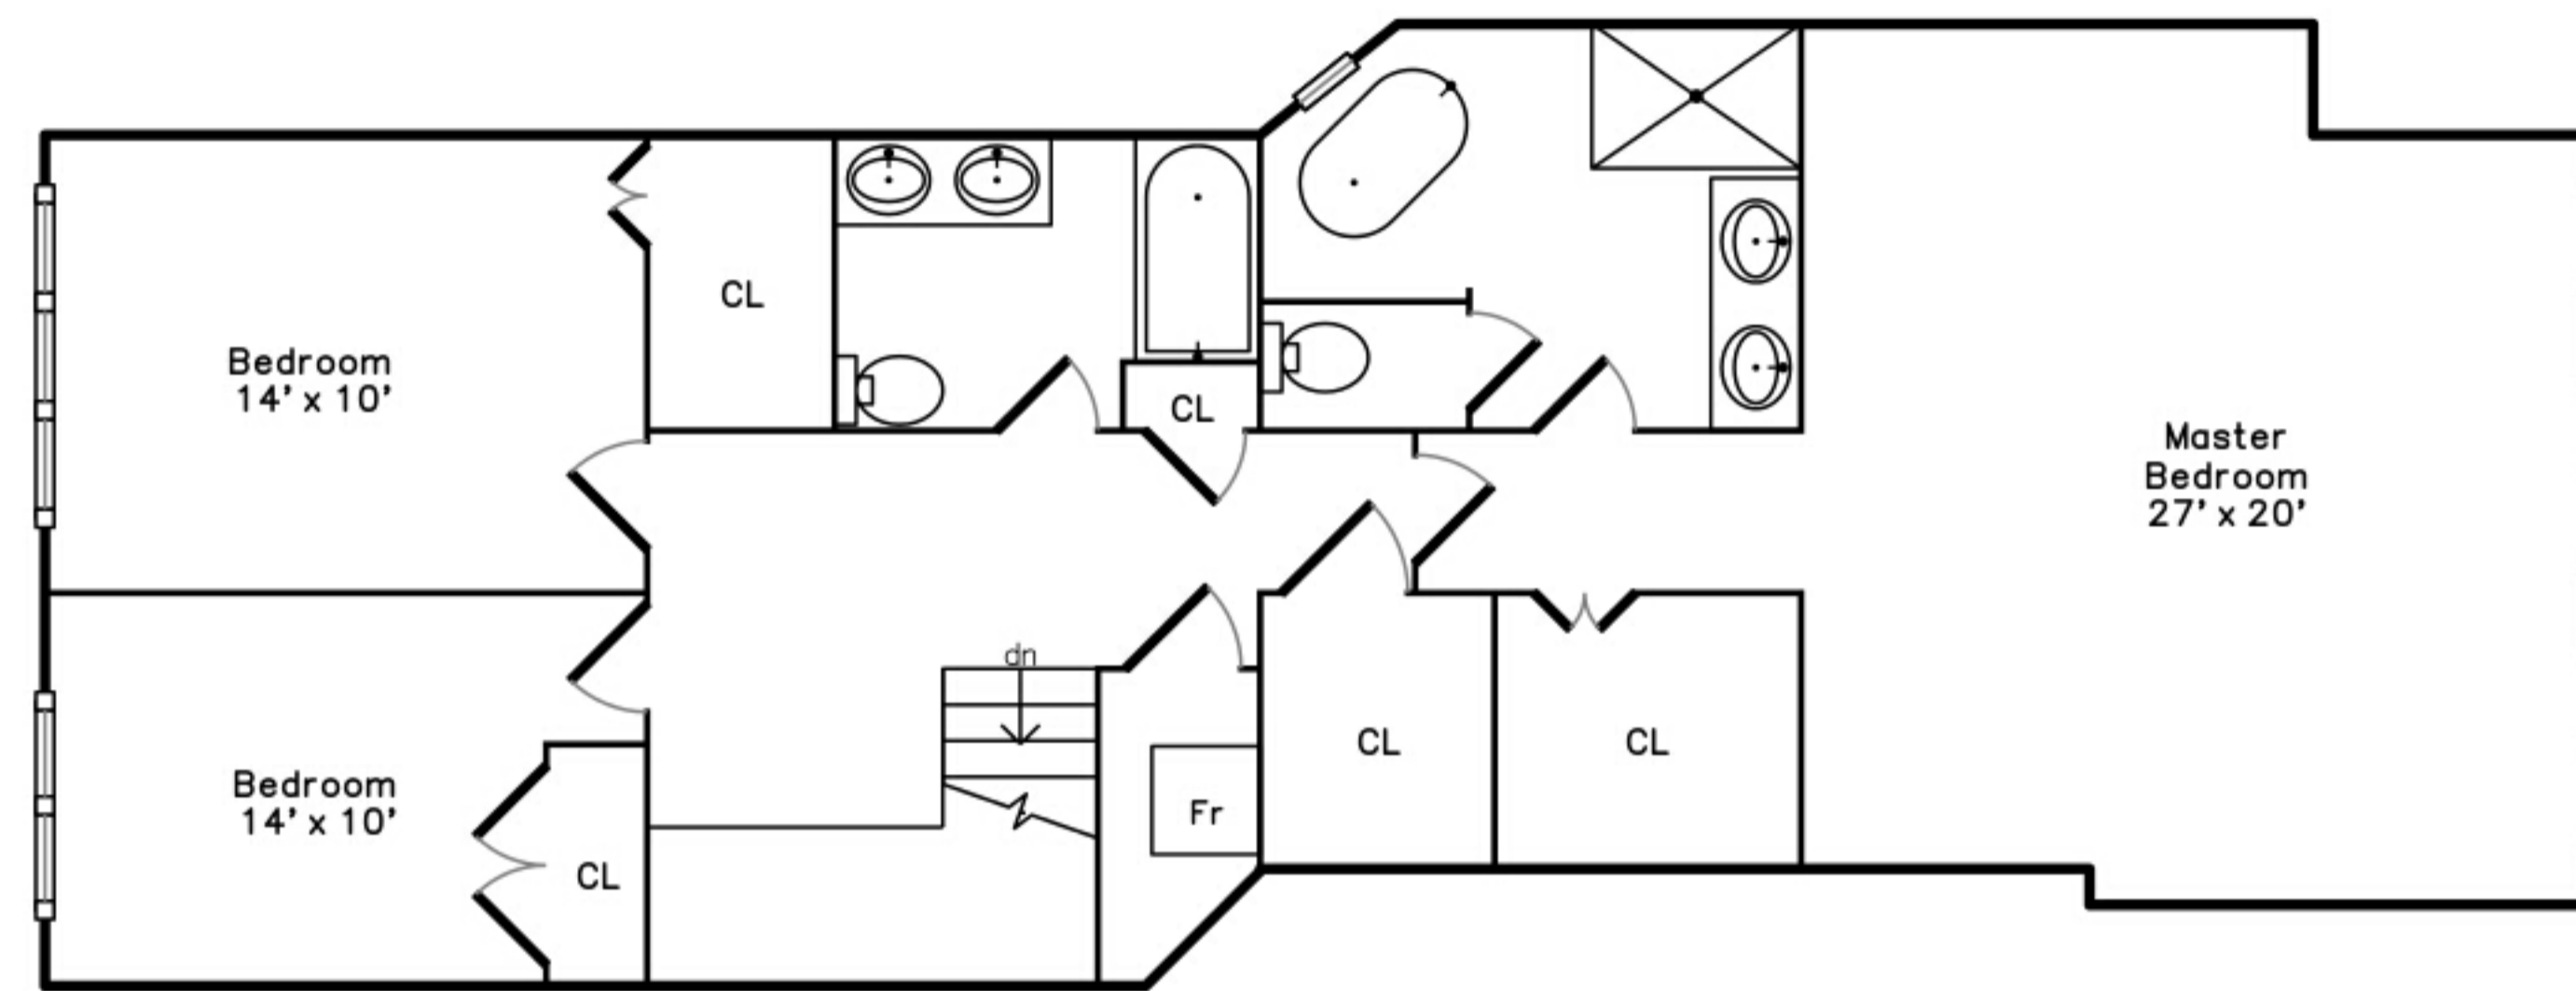 CL
Bedroom
14' x 10'
CL
Master
Bedroom
27' x 20'
dn
Bedroom
14' x 10'
CL
Fr
CL
CL